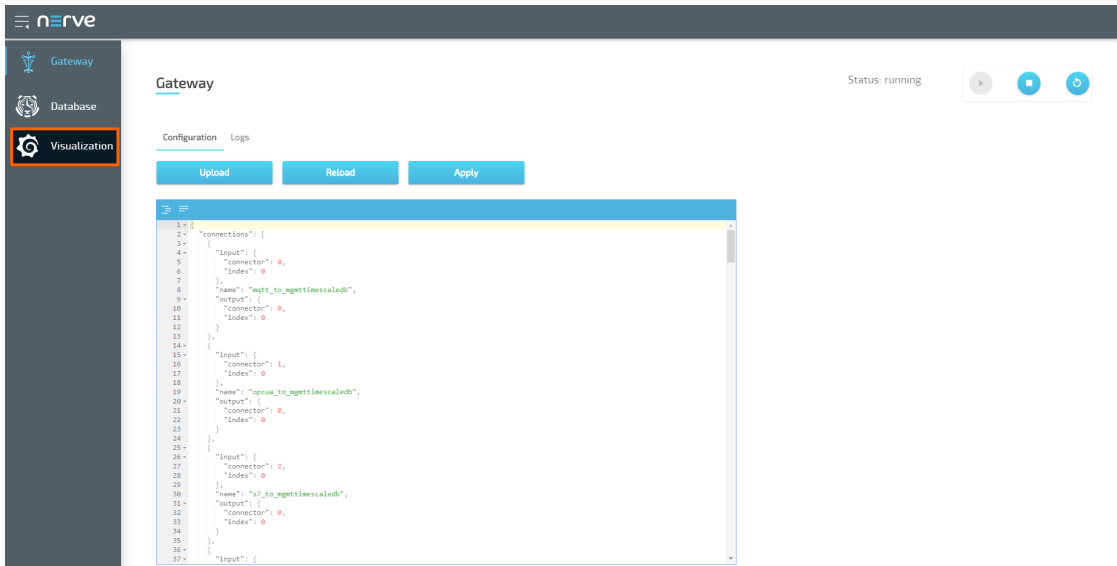 nerve
Gateway
Database
Visualization
Gateway
Status: running
Configuration Logs
Upload Reload Apply
1 {
2 "connections": [
3 {
4 "input": {
5 "connector": 0,
6 "index": 0
7 },
8 "name": "mqtt_to_mgmttimescaledb",
9 "output": {
10 "connector": 0,
11 "index": 0
12 }
13 },
14 {
15 "input": {
16 "connector": 1,
17 "index": 0
18 },
19 "name": "opcua_to_mgmttimescaledb",
20 "output": {
21 "connector": 0,
22 "index": 0
23 }
24 },
25 {
26 "input": {
27 "connector": 2,
28 "index": 0
29 },
30 "name": "s7_to_mgmttimescaledb",
31 "output": {
32 "connector": 0,
33 "index": 0
34 }
35 },
36 {
37 "input": {